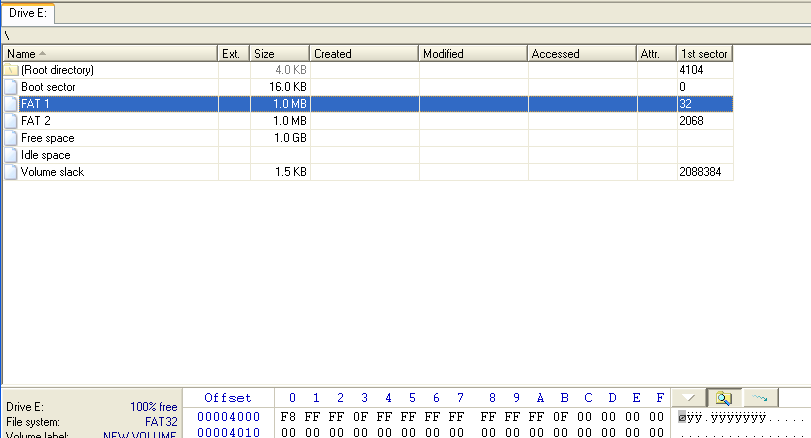 Drive E:
\
Name Ext. Size Created Modified Accessed Attr. 1st sector
(Root directory) 4.0 KB 4104
Boot sector 16.0 KB 0
FAT 1 1.0 MB 32
FAT 2 1.0 MB 2068
Free space 1.0 GB
Idle space
Volume slack 1.5 KB 2088384
Offset 0 1 2 3 4 5 6 7 8 9 A B C D E F
Drive E: 100% free
00004000 F8 FF FF 0F FF FF FF FF FF FF FF 0F 00 00 00 00 øÿÿ.ÿÿÿÿÿÿÿ.....
File system: FAT32
00004010 00 00 00 00 00 00 00 00 00 00 00 00 00 00 00 00 ................
Volume label: NEW VOLUME